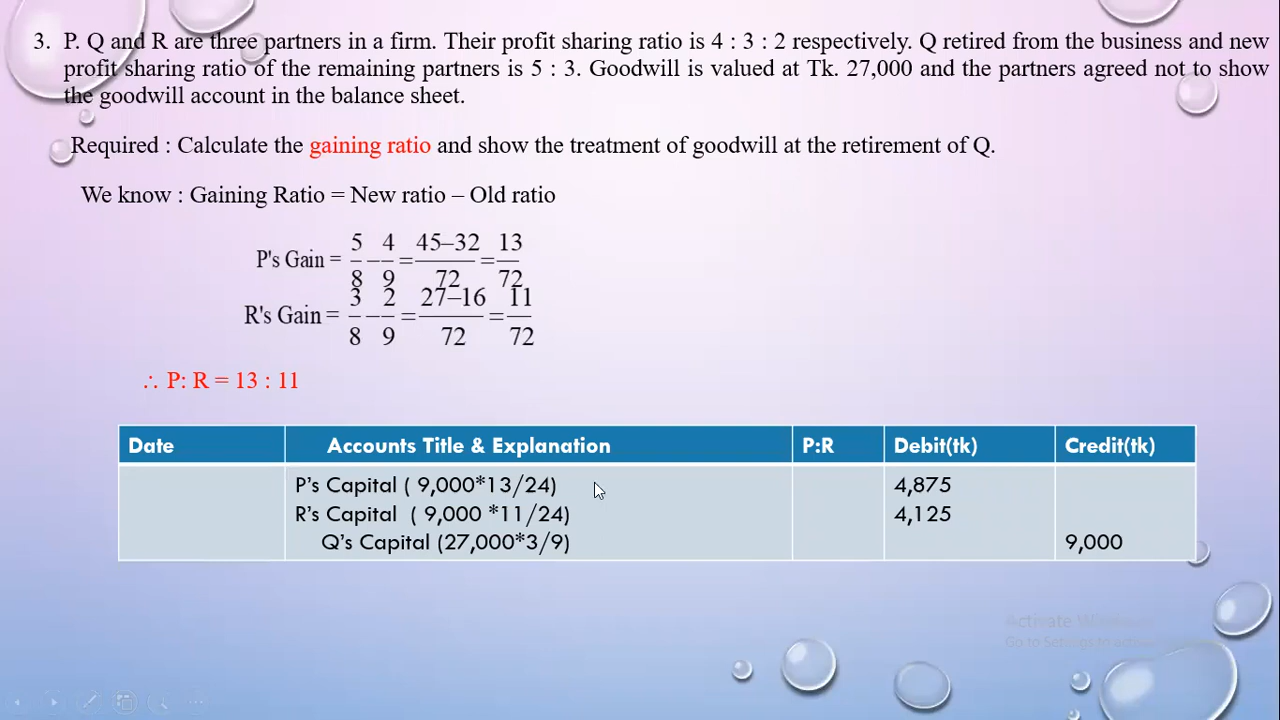 3. P. Q and R are three partners in a firm. Their profit sharing ratio is 4 : 3 : 2 respectively. Q retired from the business and new
profit sharing ratio of the remaining partners is 5 : 3. Goodwill is valued at Tk. 27,000 and the partners agreed not to show
the goodwill account in the balance sheet.
Required : Calculate the gaining ratio and show the treatment of goodwill at the retirement of Q.
We know : Gaining Ratio = New ratio – Old ratio
P's Gain = 5/8 – 4/9 = 45–32/72 = 13/72
R's Gain = 3/8 – 2/9 = 27–16/72 = 11/72
∴ P: R = 13 : 11
Date Accounts Title & Explanation P:R Debit(tk) Credit(tk)
P's Capital ( 9,000*13/24) 4,875
R's Capital ( 9,000 *11/24) 4,125
Q's Capital (27,000*3/9) 9,000
Activate
Go to Settings to